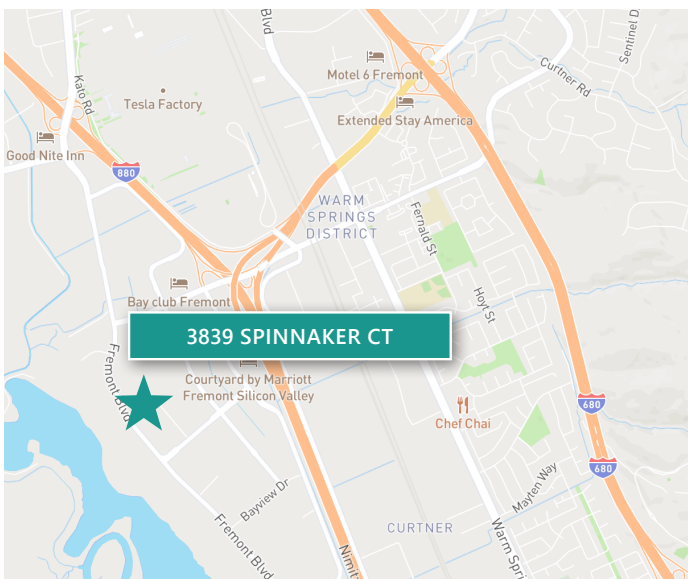 Blvd
Sentinel D
Motel 6 Fremont
Curtner Rd
Kato Rd
Tesla Factory
Extended Stay America
Good Nite Inn
880
WARM
SPRINGS
DISTRICT
Fernald St
Bay club Fremont
Hoyt St
3839 SPINNAKER CT
Fremont Blvd
Courtyard by Marriott
Fremont Silicon Valley
680
Chef Chai
680
Mayten Way
Bayview Dr
Fremont Blvd
CURTNER
Nimit
Warm Spri